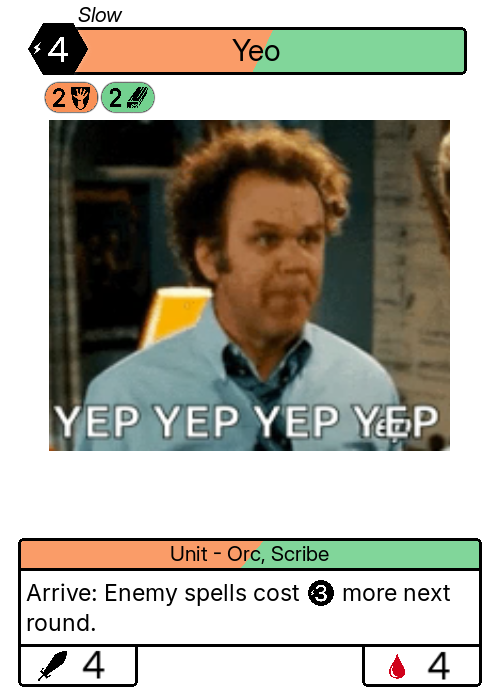 Slow
4
Yeo
2 2
YEP YEP YEP YEP
Unit - Orc, Scribe
Arrive: Enemy spells cost 3 more next
round.
4 4